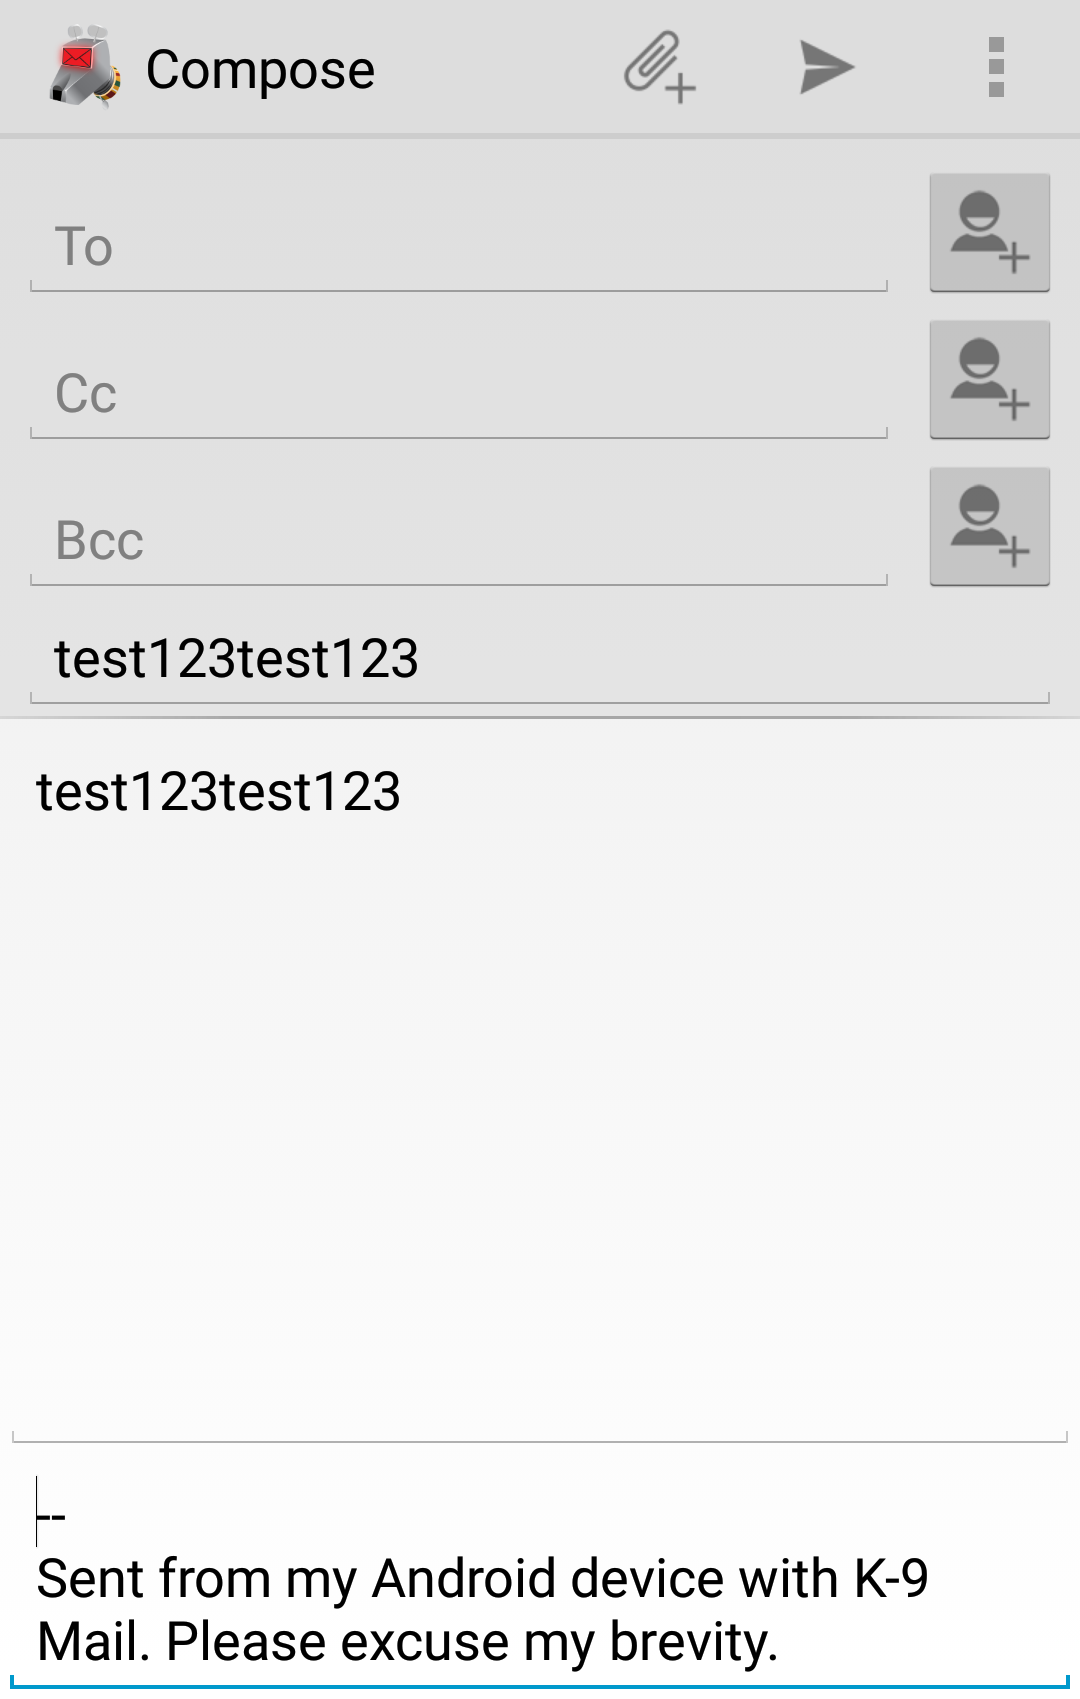 Compose
To
Cc
Bcc
test123test123
test123test123
--
Sent from my Android device with K-9
Mail. Please excuse my brevity.